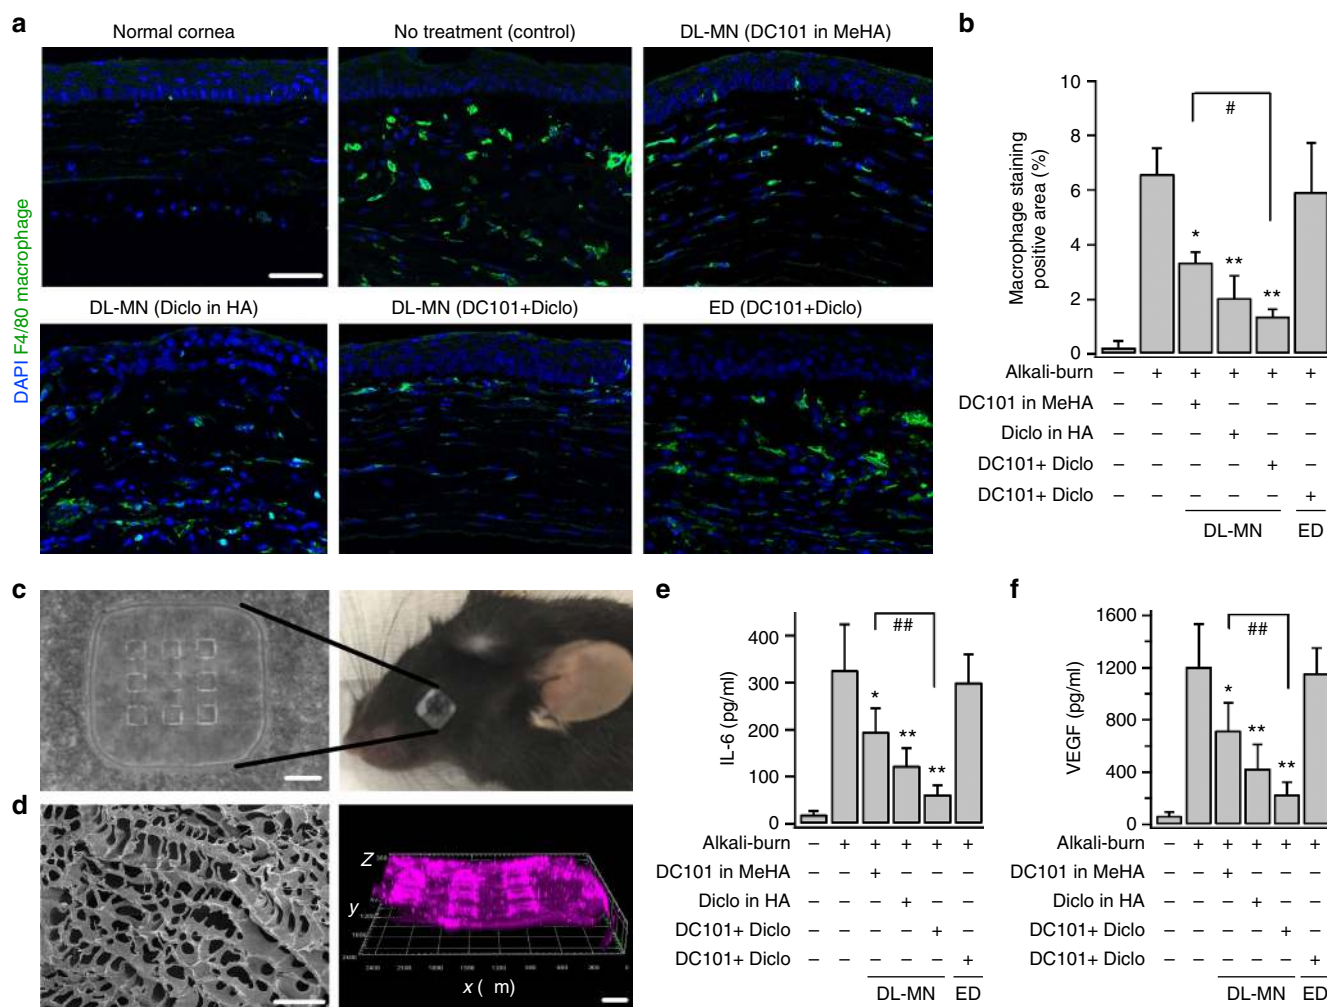 a
Normal cornea
No treatment (control)
DL-MN (DC101 in MeHA)
DAPI F4/80 macrophage
DL-MN (Diclo in HA)
DL-MN (DC101+Diclo)
ED (DC101+Diclo)
b
Macrophage staining
positive area (%)
10
8
6
4
2
0
#
*
**
**
Alkali-burn – + + + + +
DC101 in MeHA – – + – – –
Diclo in HA – – – + – –
DC101+ Diclo – – – – + –
DC101+ Diclo – – – – – +
DL-MN ED
c
d
Z
y
x ( m)
e
IL-6 (pg/ml)
400
300
200
100
0
##
*
**
**
Alkali-burn – + + + + +
DC101 in MeHA – – + – – –
Diclo in HA – – – + – –
DC101+ Diclo – – – – + –
DC101+ Diclo – – – – – +
DL-MN ED
f
VEGF (pg/ml)
1600
1200
800
400
0
##
*
**
**
Alkali-burn – + + + + +
DC101 in MeHA – – + – – –
Diclo in HA – – – + – –
DC101+ Diclo – – – – + –
DC101+ Diclo – – – – – +
DL-MN ED